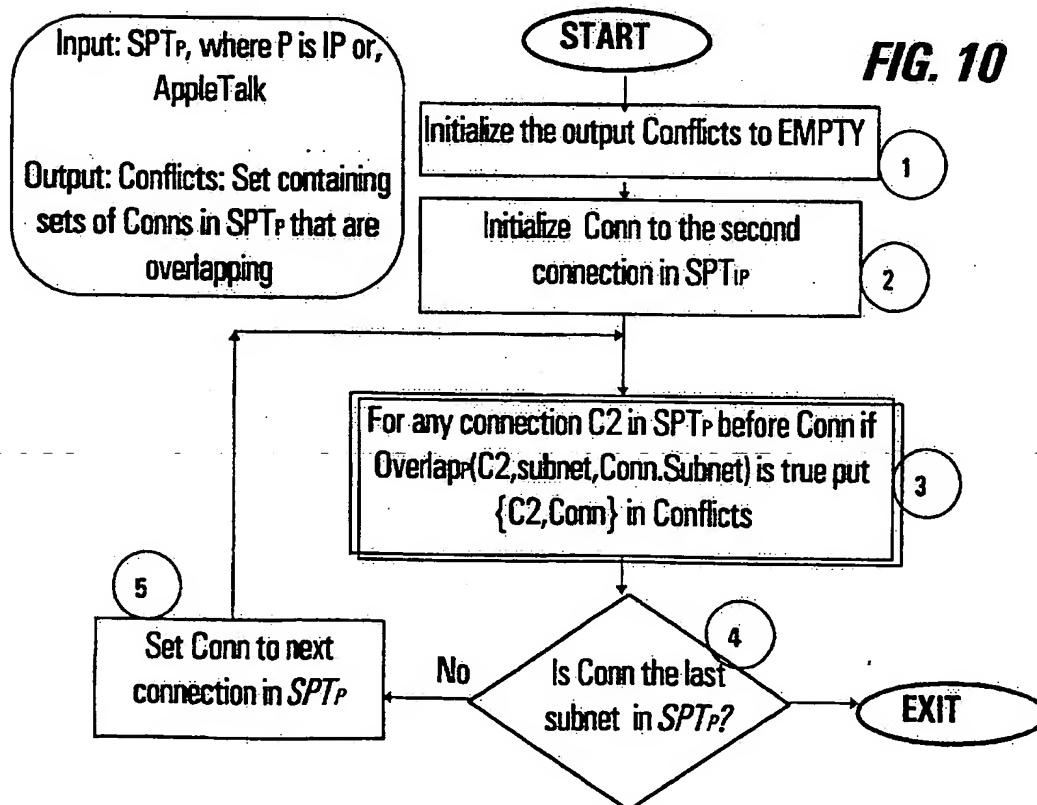 Input: SPTP, where P is IP or,
AppleTalk
Output: Conflicts: Set containing
sets of Conns in SPTP that are
overlapping
START
FIG. 10
Initialize the output Conflicts to EMPTY
1
Initialize Conn to the second
connection in SPTIP
2
For any connection C2 in SPTP before Conn if
OverlapP(C2,subnet,Conn.Subnet) is true put
{C2,Conn} in Conflicts
3
5
Set Conn to next
connection in SPTP
No
4
Is Conn the last
subnet in SPTP?
EXIT